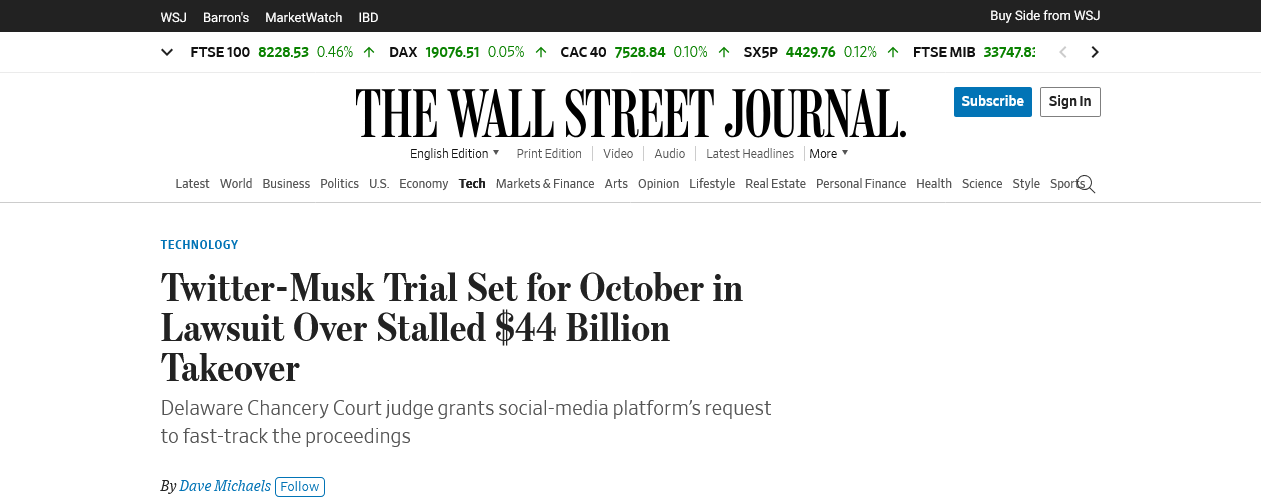 WSJ Barron's MarketWatch IBD Buy Side from WSJ
FTSE 100 8228.53 0.46% ↑ DAX 19076.51 0.05% ↑ CAC 40 7528.84 0.10% ↑ SX5P 4429.76 0.12% ↑ FTSE MIB
THE WALL STREET JOURNAL.
Subscribe Sign In
English Edition Print Edition Video Audio Latest Headlines More
Latest World Business Politics U.S. Economy Tech Markets & Finance Arts Opinion Lifestyle Real Estate Personal Finance Health Science Style Sports
TECHNOLOGY
Twitter-Musk Trial Set for October in
Lawsuit Over Stalled $44 Billion
Takeover
Delaware Chancery Court judge grants social-media platform's request
to fast-track the proceedings
By Dave Michaels Follow